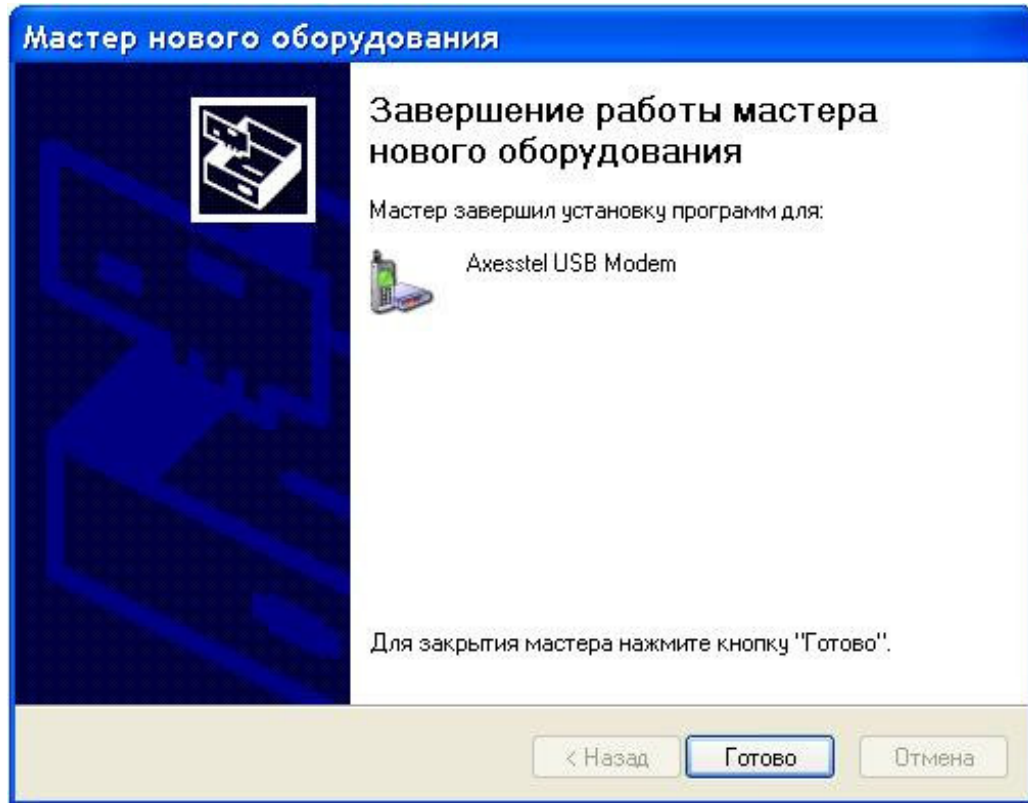 Мастер нового оборудования
Завершение работы мастера
нового оборудования
Мастер завершил установку программ для:
Axesstel USB Modem
Для закрытия мастера нажмите кнопку "Готово".
< Назад Готово Отмена